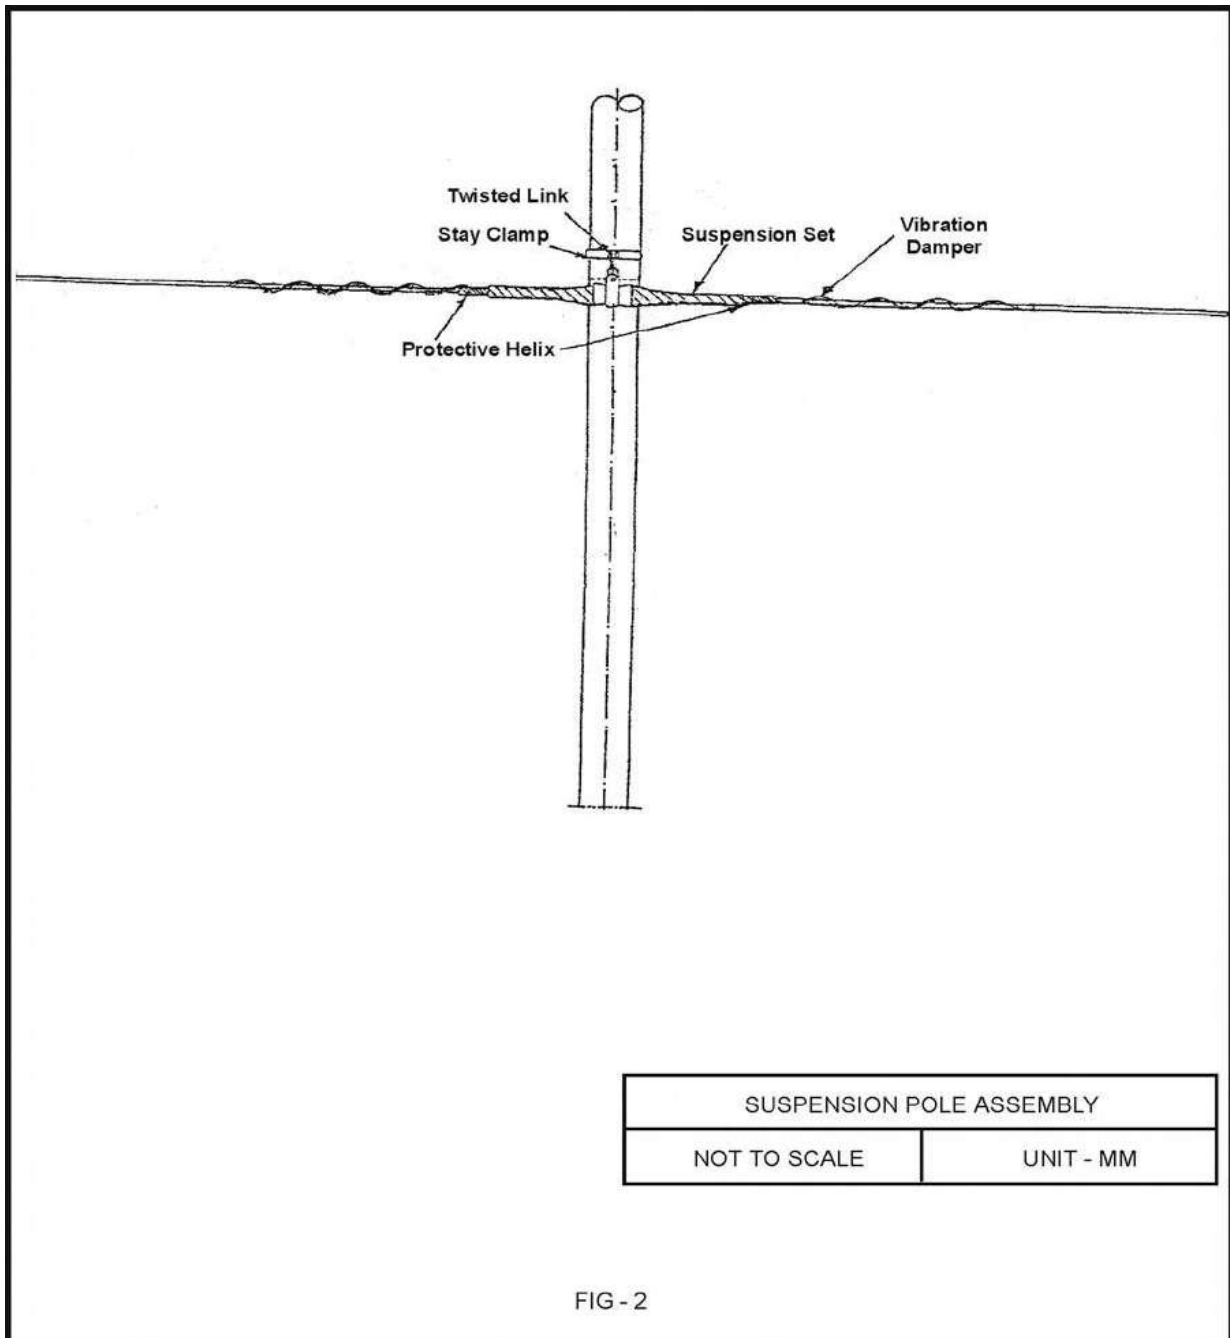 Twisted Link
Stay Clamp
Suspension Set
Vibration
Damper
Protective Helix
SUSPENSION POLE ASSEMBLY
NOT TO SCALE
UNIT - MM
FIG - 2